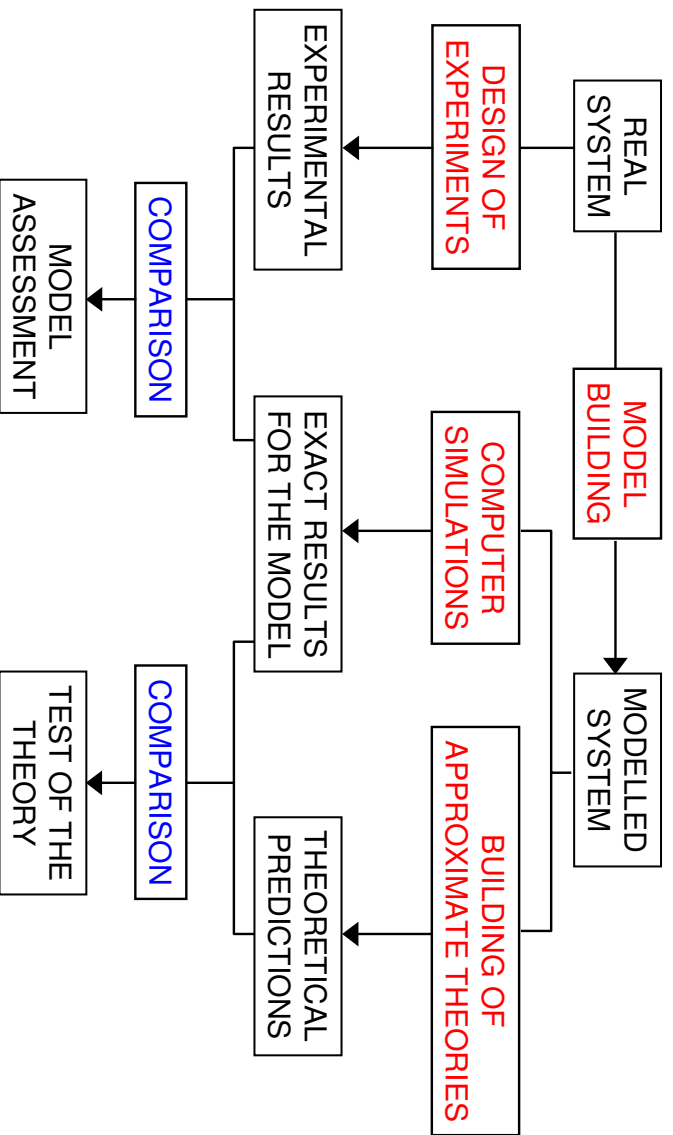 REAL
SYSTEM
MODEL
BUILDING
MODELLED
SYSTEM
DESIGN OF
EXPERIMENTS
COMPUTER
SIMULATIONS
BUILDING OF
APPROXIMATE THEORIES
EXPERIMENTAL
RESULTS
EXACT RESULTS
FOR THE MODEL
THEORETICAL
PREDICTIONS
COMPARISON
COMPARISON
MODEL
ASSESSMENT
TEST OF THE
THEORY